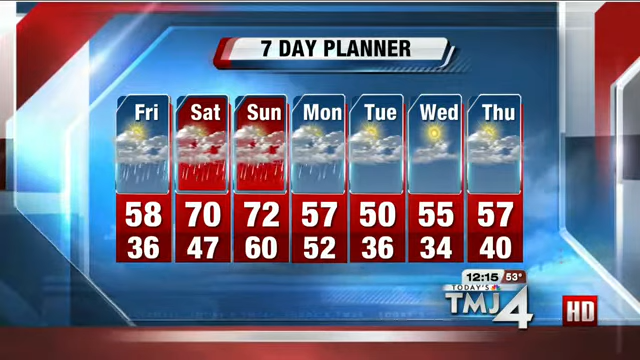 7 DAY PLANNER
Fri Sat Sun Mon Tue Wed Thu
58 70 72 57 50 55 57
36 47 60 52 36 34 40
12:15 53°
TODAY'S
TMJ4
HD